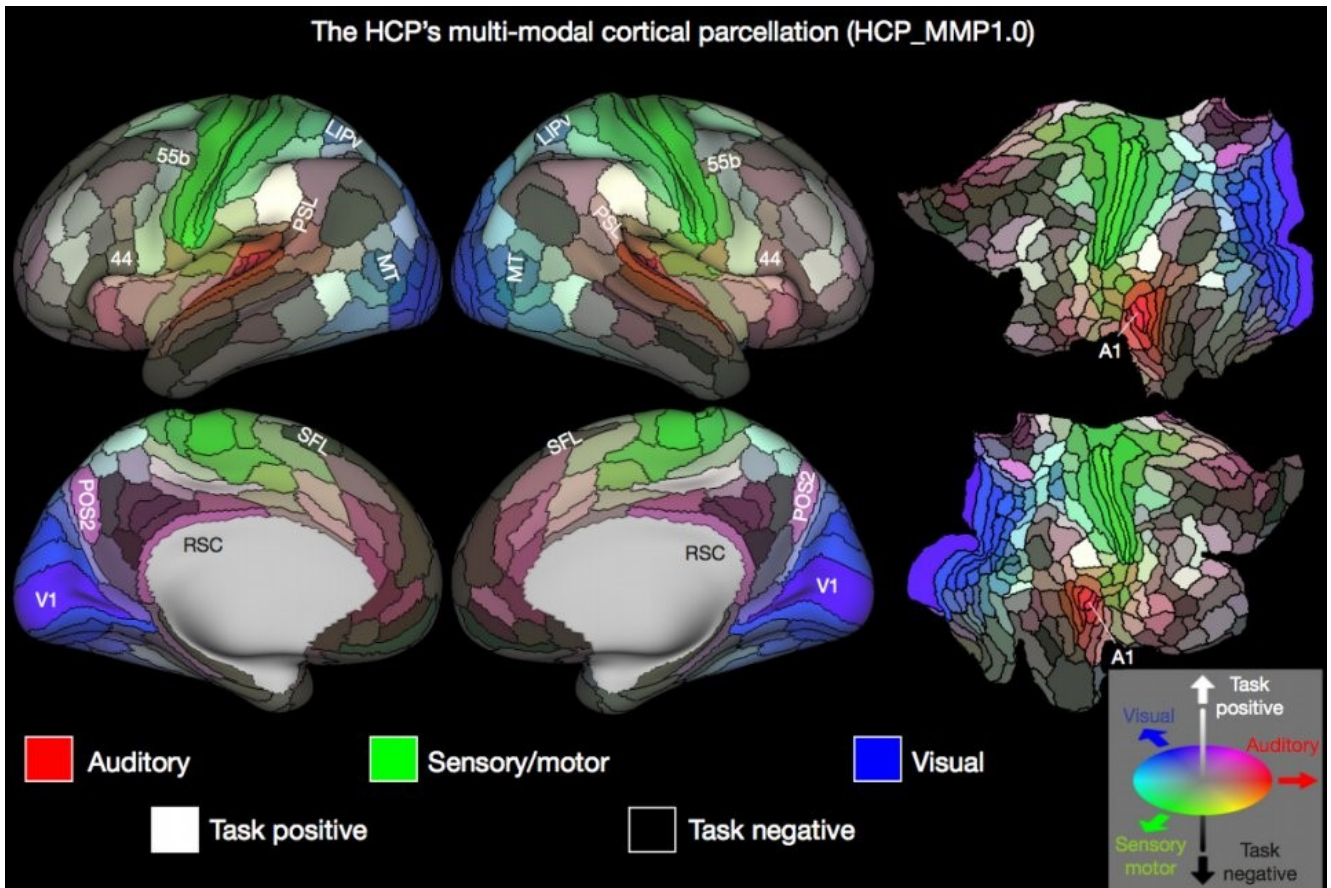 The HCP's multi-modal cortical parcellation (HCP_MMP1.0)
LIPv
LIPv
55b
55b
PSL
PSL
44
MT
MT
44
A1
SFL
SFL
POS2
POS2
RSC
RSC
V1
V1
A1
Auditory
Sensory/motor
Visual
Task positive
Task negative
Task
positive
Visual
Auditory
Sensory
motor
Task
negative